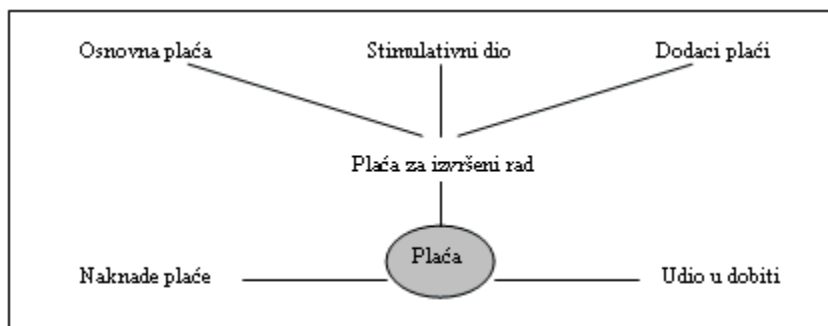 Osnovna plaća
Stimulativni dio
Dodaci plaći
Plaća za izvršeni rad
Plaća
Naknade plaće
Udio u dobiti